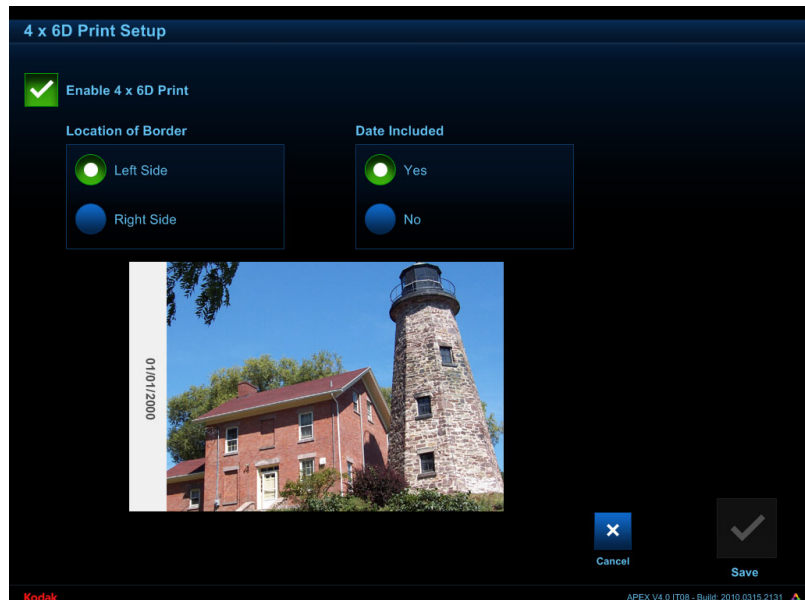 4 x 6D Print Setup
Enable 4 x 6D Print
Location of Border
Date Included
Left Side
Yes
Right Side
No
01/01/2000
Cancel
Save
Kodak
APEX V4.0 IT08 - Build: 2010.0315.2131